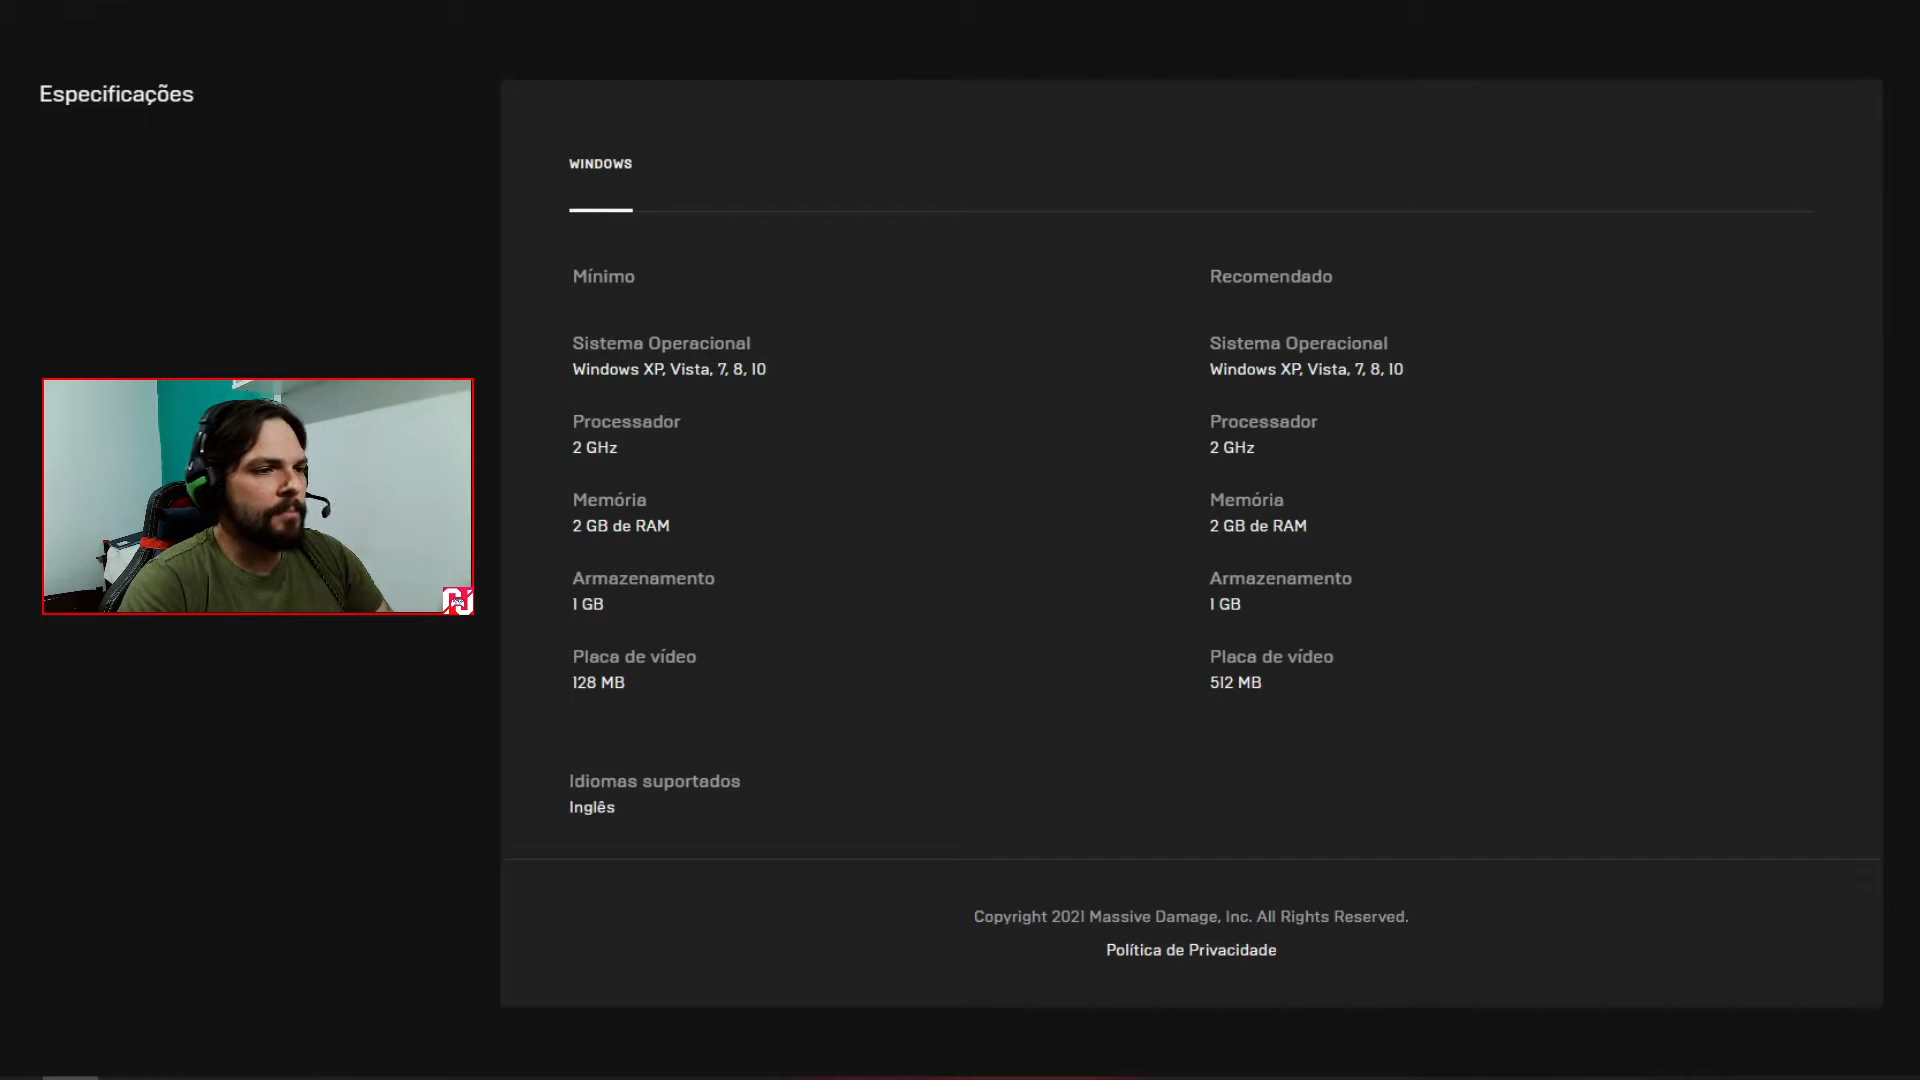 Especificações
WINDOWS
Mínimo
Sistema Operacional
Windows XP, Vista, 7, 8, 10
Processador
2 GHz
Memória
2 GB de RAM
Armazenamento
1 GB
Placa de vídeo
128 MB
Recomendado
Sistema Operacional
Windows XP, Vista, 7, 8, 10
Processador
2 GHz
Memória
2 GB de RAM
Armazenamento
1 GB
Placa de vídeo
512 MB
Idiomas suportados
Inglês
Copyright 2021 Massive Damage, Inc. All Rights Reserved.
Política de Privacidade